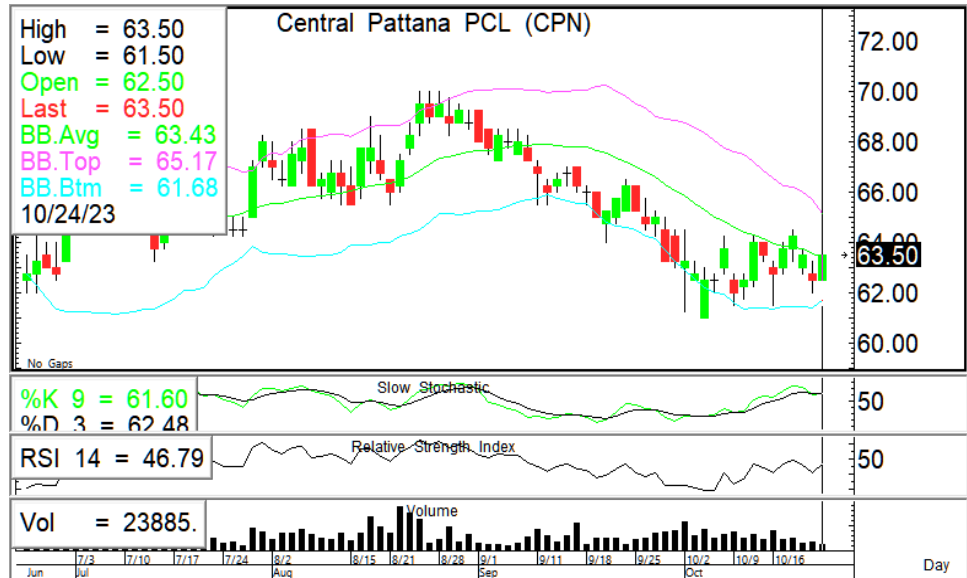 Central Pattana PCL (CPN)
High = 63.50
Low = 61.50
Open = 62.50
Last = 63.50
BB.Avg = 63.43
BB.Top = 65.17
BB.Btm = 61.68
10/24/23
72.00
70.00
68.00
66.00
64.00
63.50
62.00
60.00
No Gaps
Slow Stochastic
%K 9 = 61.60
%D 3 = 62.48
50
Relative Strength Index
RSI 14 = 46.79
50
Volume
Vol = 23885.
7/3 7/10 7/17 7/24 8/2 8/15 8/21 8/28 9/1 9/11 9/18 9/25 10/2 10/9 10/16
Jun Jul Aug Sep Oct Day